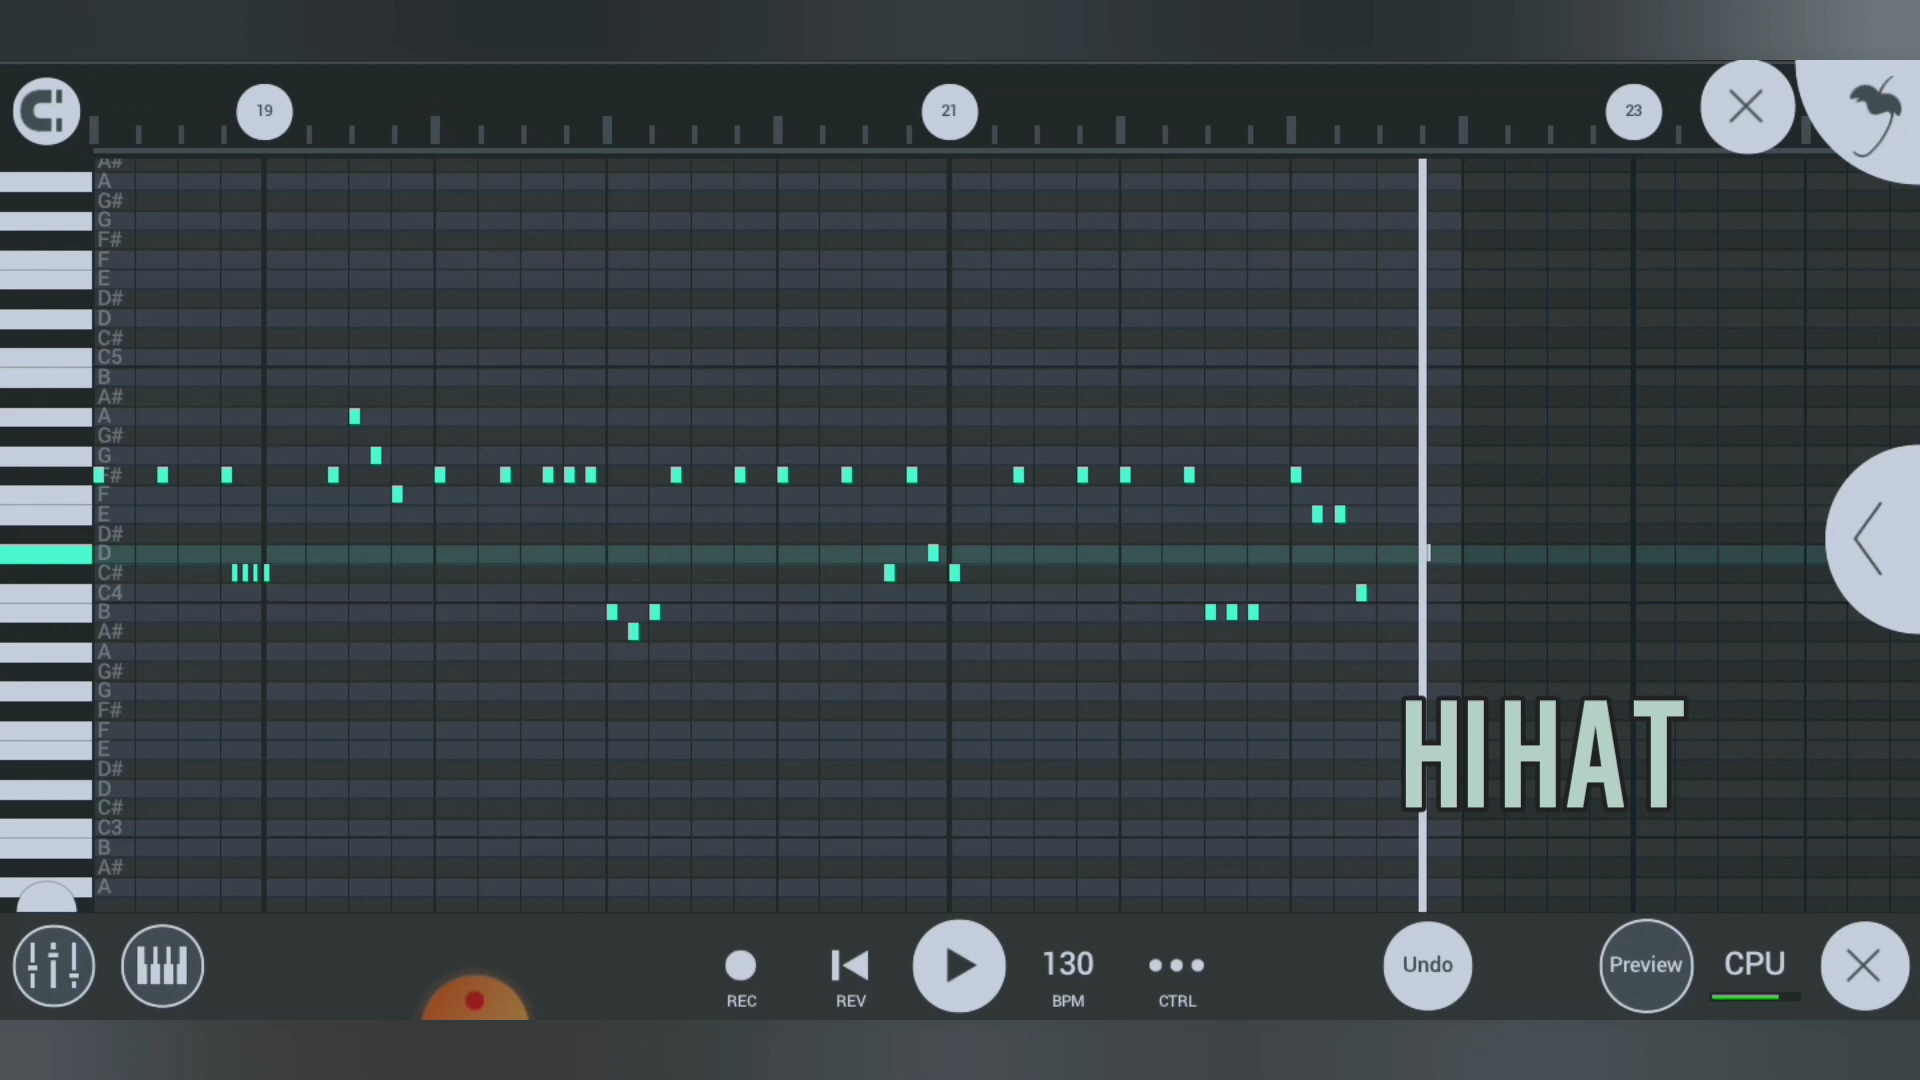 19
21
23
A#
A
G#
G
F#
F
E
D#
D
C#
C5
B
A#
A
G#
G
F#
F
E
D#
D
C#
C4
B
A#
A
G#
G
F#
F
E
D#
D
C#
C3
B
A#
A
HIHAT
REC
REV
130
BPM
CTRL
Undo
Preview
CPU